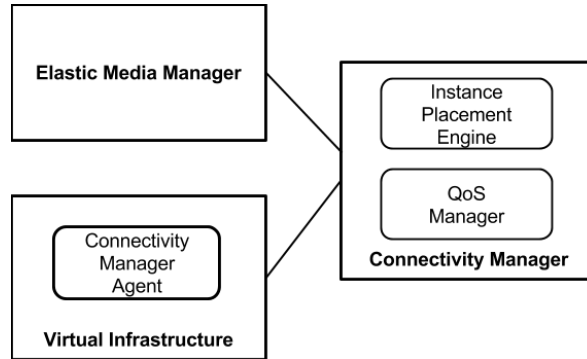 Elastic Media Manager
Instance
Placement
Engine
QoS
Manager
Connectivity Manager
Connectivity
Manager
Agent
Virtual Infrastructure